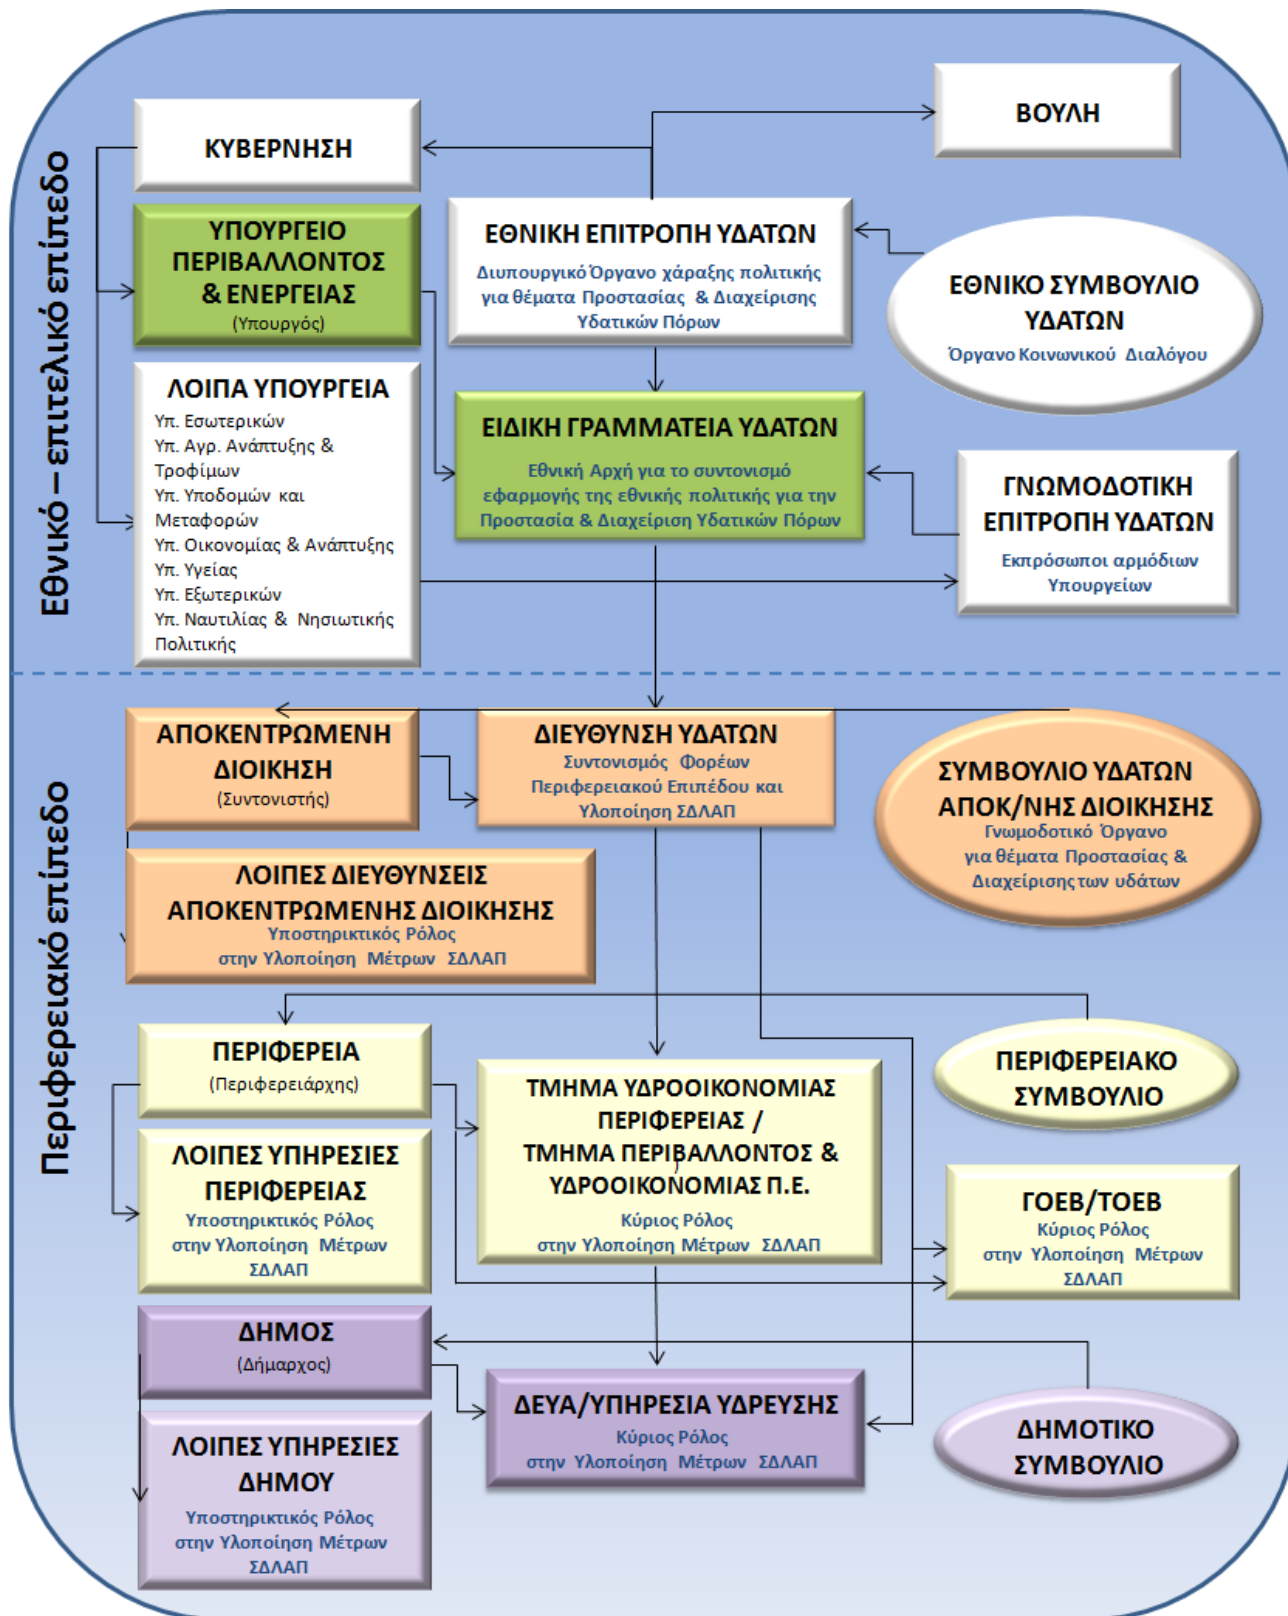 Εθνικό – επιτελικό επίπεδο
ΒΟΥΛΗ
ΚΥΒΕΡΝΗΣΗ
ΥΠΟΥΡΓΕΙΟ
ΠΕΡΙΒΑΛΛΟΝΤΟΣ
& ΕΝΕΡΓΕΙΑΣ
(Υπουργός)
ΕΘΝΙΚΗ ΕΠΙΤΡΟΠΗ ΥΔΑΤΩΝ
Διυπουργικό Όργανο χάραξης πολιτικής
για θέματα Προστασίας & Διαχείρισης
Υδατικών Πόρων
ΕΘΝΙΚΟ ΣΥΜΒΟΥΛΙΟ
ΥΔΑΤΩΝ
Όργανο Κοινωνικού Διαλόγου
ΛΟΙΠΑ ΥΠΟΥΡΓΕΙΑ
Υπ. Εσωτερικών
Υπ. Αγρ. Ανάπτυξης &
Τροφίμων
Υπ. Υποδομών και
Μεταφορών
Υπ. Οικονομίας & Ανάπτυξης
Υπ. Υγείας
Υπ. Εξωτερικών
Υπ. Ναυτιλίας & Νησιωτικής
Πολιτικής
ΕΙΔΙΚΗ ΓΡΑΜΜΑΤΕΙΑ ΥΔΑΤΩΝ
Εθνική Αρχή για το συντονισμό
εφαρμογής της εθνικής πολιτικής για την
Προστασία & Διαχείριση Υδατικών Πόρων
ΓΝΩΜΟΔΟΤΙΚΗ
ΕΠΙΤΡΟΠΗ ΥΔΑΤΩΝ
Εκπρόσωποι αρμόδιων
Υπουργείων
Περιφερειακό επίπεδο
ΑΠΟΚΕΝΤΡΩΜΕΝΗ
ΔΙΟΙΚΗΣΗ
(Συντονιστής)
ΔΙΕΥΘΥΝΣΗ ΥΔΑΤΩΝ
Συντονισμός Φορέων
Περιφερειακού Επιπέδου και
Υλοποίηση ΣΔΛΑΠ
ΣΥΜΒΟΥΛΙΟ ΥΔΑΤΩΝ
ΑΠΟΚ/ΝΗΣ ΔΙΟΙΚΗΣΗΣ
Γνωμοδοτικό Όργανο
για θέματα Προστασίας &
Διαχείρισης των υδάτων
ΛΟΙΠΕΣ ΔΙΕΥΘΥΝΣΕΙΣ
ΑΠΟΚΕΝΤΡΩΜΕΝΗΣ ΔΙΟΙΚΗΣΗΣ
Υποστηρικτικός Ρόλος
στην Υλοποίηση Μέτρων ΣΔΛΑΠ
ΠΕΡΙΦΕΡΕΙΑ
(Περιφερειάρχης)
ΤΜΗΜΑ ΥΔΡΟΟΙΚΟΝΟΜΙΑΣ
ΠΕΡΙΦΕΡΕΙΑΣ /
ΤΜΗΜΑ ΠΕΡΙΒΑΛΛΟΝΤΟΣ &
)
ΥΔΡΟΟΙΚΟΝΟΜΙΑΣ Π.Ε.
Κύριος Ρόλος
στην Υλοποίηση Μέτρων ΣΔΛΑΠ
ΠΕΡΙΦΕΡΕΙΑΚΟ
ΣΥΜΒΟΥΛΙΟ
ΛΟΙΠΕΣ ΥΠΗΡΕΣΙΕΣ
ΠΕΡΙΦΕΡΕΙΑΣ
Υποστηρικτικός Ρόλος
στην Υλοποίηση Μέτρων
ΣΔΛΑΠ
ΓΟΕΒ/ΤΟΕΒ
Κύριος Ρόλος
στην Υλοποίηση Μέτρων
ΣΔΛΑΠ
ΔΗΜΟΣ
(Δήμαρχος)
ΔΕΥΑ/ΥΠΗΡΕΣΙΑ ΥΔΡΕΥΣΗΣ
Κύριος Ρόλος
στην Υλοποίηση Μέτρων ΣΔΛΑΠ
ΔΗΜΟΤΙΚΟ
ΣΥΜΒΟΥΛΙΟ
ΛΟΙΠΕΣ ΥΠΗΡΕΣΙΕΣ
ΔΗΜΟΥ
Υποστηρικτικός Ρόλος
στην Υλοποίηση Μέτρων
ΣΔΛΑΠ